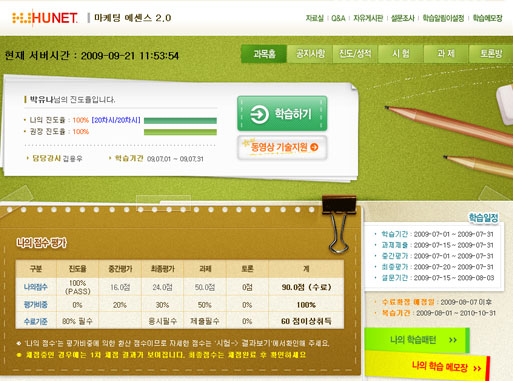 HUNET 마케팅 에센스 2.0
자료실 Q&A 자유게시판 설문조사 학습알림이설정 학습메모장
현재 서버시간 : 2009-09-21 11:53:54
과목홈 공지사항 진도/성적 시 험 과 제 토론방
박유나님의 진도율입니다.
나의 진도율 : 100% [20차시/20차시]
권장 진도율 : 100%
담당강사 김용우 학습기간 09.07.01 ~ 09.07.31
학습하기
동영상 기술지원
나의 점수 평가
구분 진도율 중간평가 최종평가 과제 토론 계
나의점수 100% (PASS) 16.0점 24.0점 50.0점 0점 90.0점 (수료)
평가비중 0% 20% 30% 50% 0% 100%
수료기준 80% 필수 응시필수 제출필수 60 점이상취득
※ '나의 점수'는 평가비중에 의한 환산 점수이므로 자세한 점수는 '시험-> 결과보기'에서확인해 주세요.
※ 채점중인 경우에는 1차 채점 결과가 보여집니다. 최종점수는 채점완료 후 확인하세요
학습일정
학습기간 : 2009-07-01 ~ 2009-07-31
과제제출 : 2009-07-15 ~ 2009-07-31
중간평가 : 2009-07-01 ~ 2009-07-31
최종평가 : 2009-07-20 ~ 2009-07-31
설문기간 : 2009-07-15 ~ 2009-08-03
수료확정 예정일 : 2009-08-07 이후
복습기간 : 2009-08-01 ~ 2010-10-31
나의 학습패턴
나의 학습 메모장